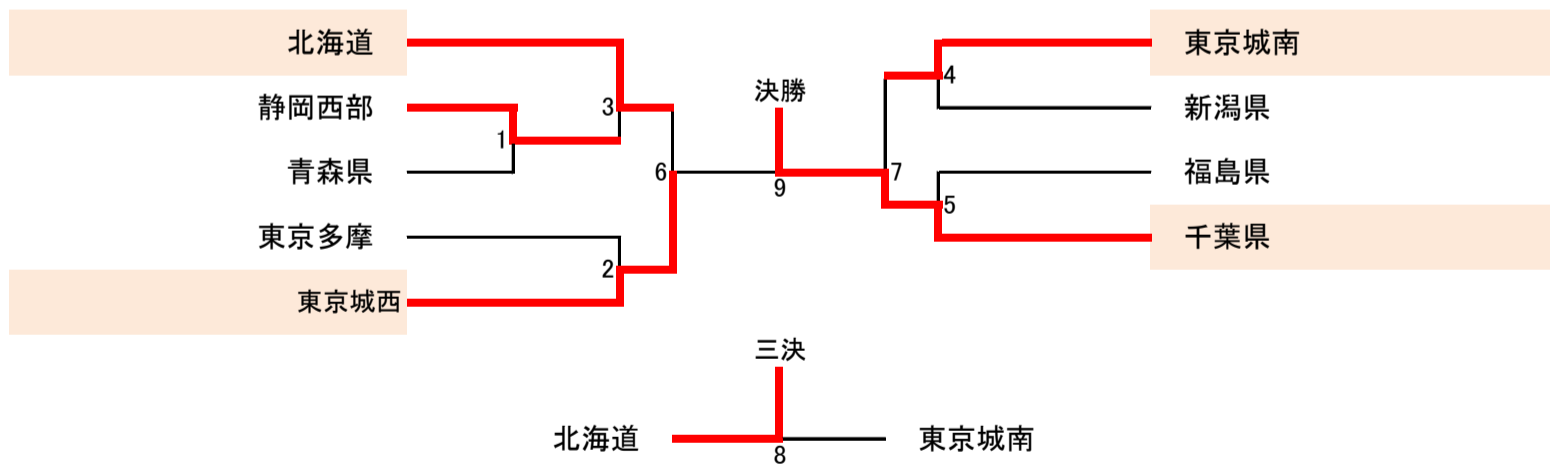 北海道
静岡西部
青森県
東京多摩
東京城西
1
2
3
6
決勝
9
7
4
5
東京城南
新潟県
福島県
千葉県
三決
北海道
8
東京城南